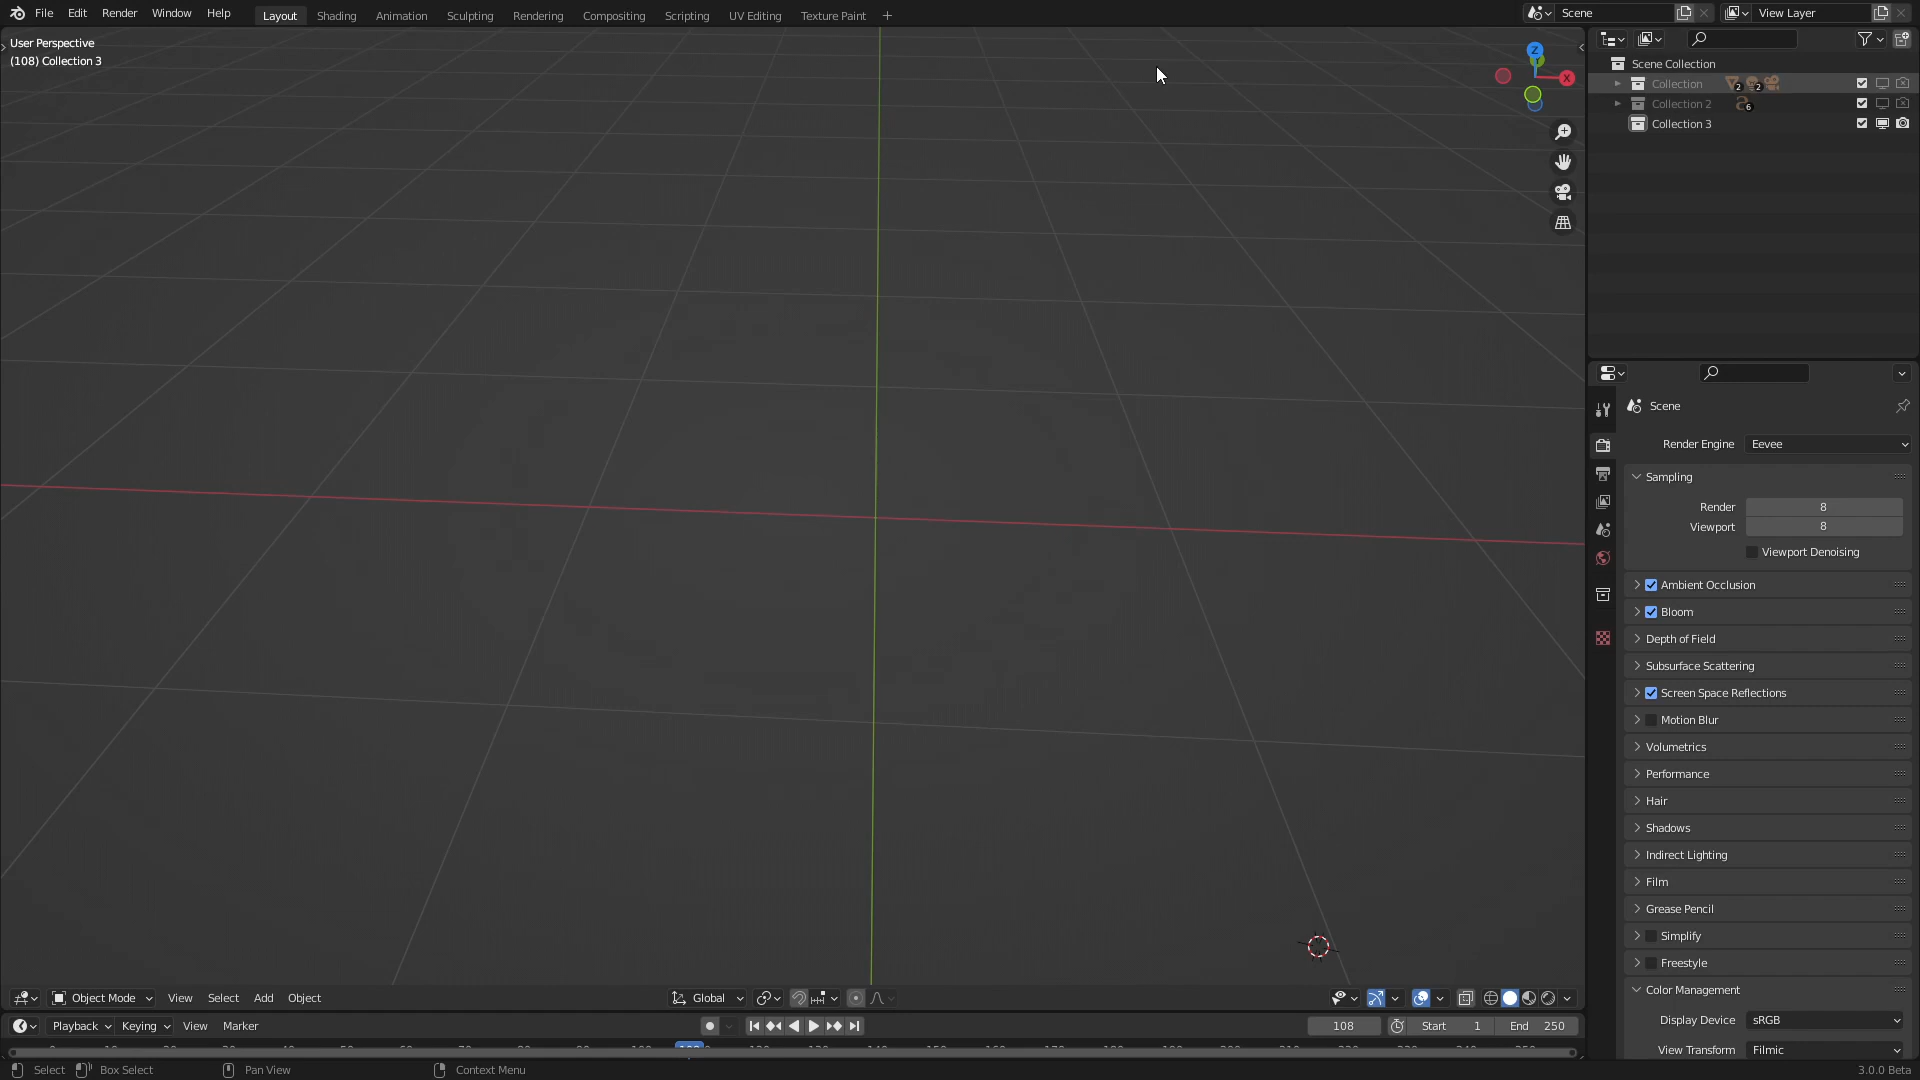 File Edit Render Window Help
Layout Shading Animation Sculpting Rendering Compositing Scripting UV Editing Texture Paint +
Scene
View Layer
User Perspective
(108) Collection 3
Z
X
Scene Collection
Collection 2 2
Collection 2 6
Collection 3
Scene
Render Engine Eevee
Sampling
Render 8
Viewport 8
Viewport Denoising
Ambient Occlusion
Bloom
Depth of Field
Subsurface Scattering
Screen Space Reflections
Motion Blur
Volumetrics
Performance
Hair
Shadows
Indirect Lighting
Film
Grease Pencil
Simplify
Freestyle
Color Management
Display Device sRGB
View Transform Filmic
Object Mode View Select Add Object
Global
Playback Keying View Marker
108 Start 1 End 250
Select Box Select Pan View Context Menu
3.0.0 Beta